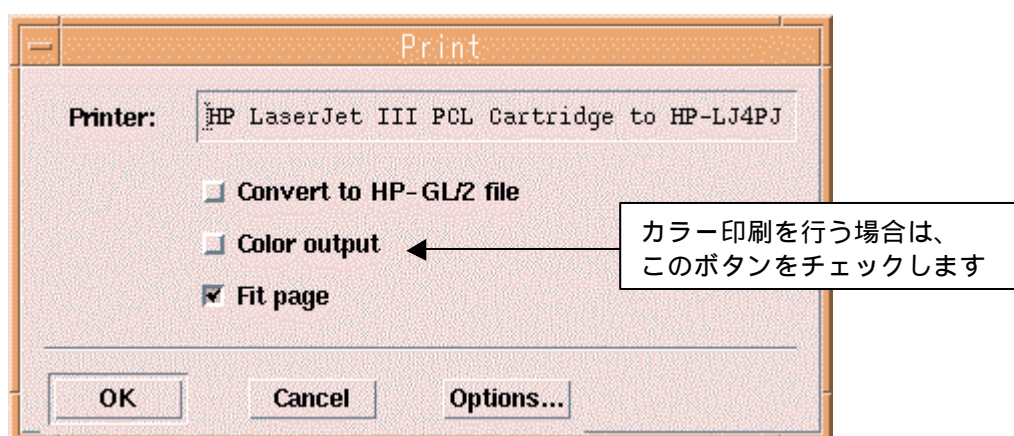 Print
Printer: HP LaserJet III PCL Cartridge to HP-LJ4PJ
Convert to HP-GL/2 file
Color output
カラー印刷を行う場合は、
このボタンをチェックします
Fit page
OK Cancel Options...